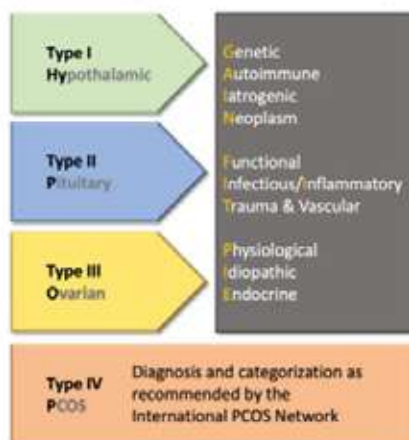 Type I
Hypothalamic
Type II
Pituitary
Type III
Ovarian
Genetic
Autoimmune
Iatrogenic
Neoplasm
Functional
Infectious/Inflammatory
Trauma & Vascular
Physiological
Idiopathic
Endocrine
Type IV
PCOS
Diagnosis and categorization as
recommended by the
International PCOS Network